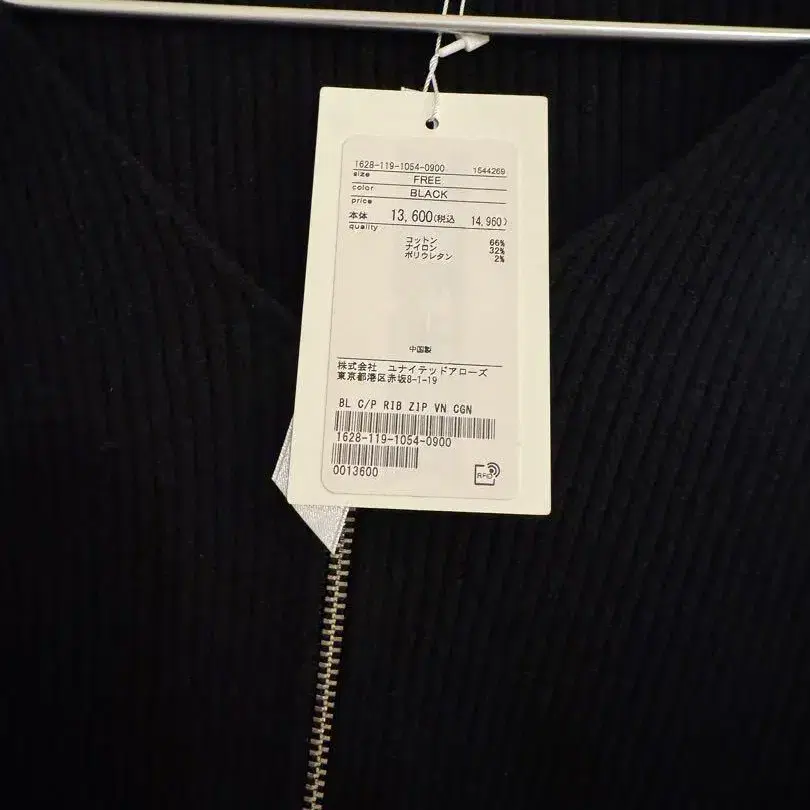 1628-119-1054-0900 1544269
size FREE
color BLACK
price
本体 13,600(税込 14,960)
quality
コットン 66%
ナイロン 32%
ポリウレタン 2%
中国製
株式会社 ユナイテッドアローズ
東京都港区赤坂8-1-19
BL C/P RIB ZIP VN CGN
1628-119-1054-0900
0013600
RFID